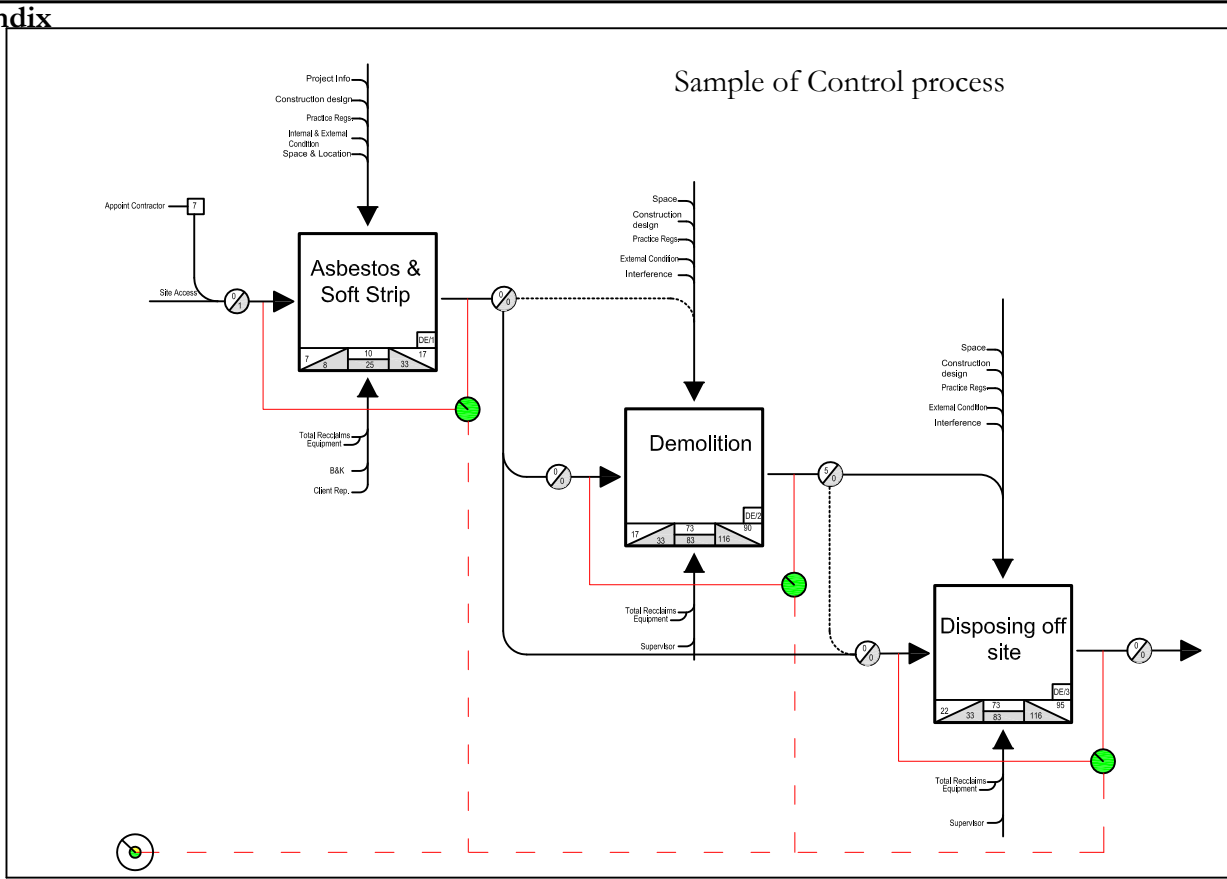 ndix
Sample of Control process
Project Info
Construction design
Practice Regs.
Internal & External
Condition
Space & Location
Appoint Contractor
7
Site Access
0
1
Asbestos &
Soft Strip
DE/1
7
8
10
25
33
17
0
0
Total Recclaims
Equipment
B&K
Client Rep.
Space
Construction
design
Practice Regs.
External Condition
Interference
0
0
Demolition
DE/2
17
33
73
83
116
90
5
0
Total Recclaims
Equipment
Supervisor
Space
Construction
design
Practice Regs.
External Condition
Interference
0
0
Disposing off
site
DE/3
22
33
73
83
116
95
0
0
Total Recclaims
Equipment
Supervisor